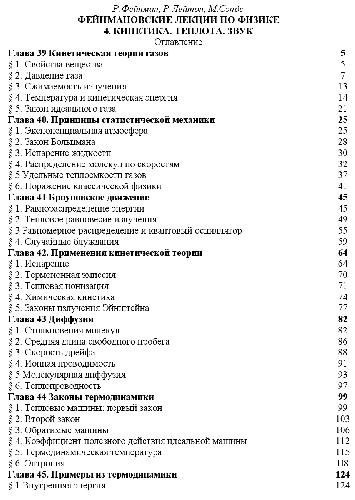 Р. Фейнман, Р. Лейтон, М. Сэндс
ФЕЙНМАНОВСКИЕ ЛЕКЦИИ ПО ФИЗИКЕ
4. КИНЕТИКА. ТЕПЛОТА. ЗВУК
Оглавление
Глава 39 Кинетическая теория газов 5
§ 1. Свойства вещества 5
§ 2. Давление газа 7
§ 3. Сжимаемость излучения 13
§ 4. Температура и кинетическая энергия 14
§ 5. Закон идеального газа 21
Глава 40. Принципы статистической механики 25
§ 1. Экспоненциальная атмосфера 25
§ 2. Закон Больцмана 28
§ 3. Испарение жидкости 30
§ 4. Распределение молекул по скоростям 32
§ 5 Удельные теплоемкости газов 37
§ 6. Поражение классической физики 41
Глава 41 Броуновское движение 45
§ 1. Равнораспределение энергии 45
§ 2. Тепловое равновесие излучения 49
§ 3 Равномерное распределение и квантовый осциллятор 55
§ 4. Случайные блуждания 59
Глава 42. Применения кинетической теории 64
§ 1. Испарение 64
§ 2. Термоионная эмиссия 70
§ 3. Тепловая ионизация 71
§ 4. Химическая кинетика 74
§ 5. Законы излучения Эйнштейна 77
Глава 43 Диффузия 82
§ 1. Столкновения молекул 82
§ 2. Средняя длина свободного пробега 86
§ 3. Скорость дрейфа 88
§ 4. Ионная проводимость 91
§ 5 Молекулярная диффузия 93
§ 6. Теплопроводность 97
Глава 44 Законы термодинамики 99
§ 1. Тепловые машины; первый закон 99
§ 2. Второй закон 103
§ 3. Обратимые машины 106
§ 4. Коэффициент полезного действия идеальной машины 112
§ 5. Термодинамическая температура 115
§ 6. Энтропия 118
Глава 45. Примеры из термодинамики 124
§ 1 Внутренняя энергия 124